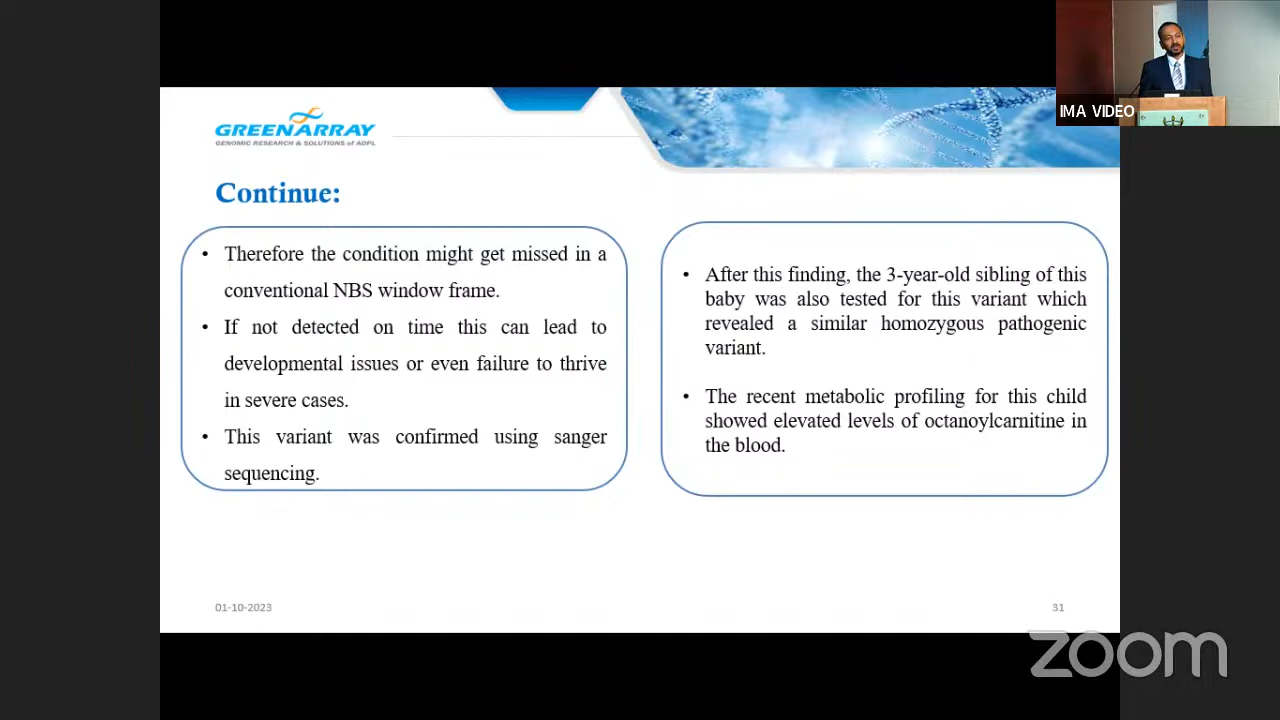 IMA VIDEO
GREENARRAY
GENOMIC RESEARCH & SOLUTIONS of ADPL
Continue:
• Therefore the condition might get missed in a
conventional NBS window frame.
• If not detected on time this can lead to
developmental issues or even failure to thrive
in severe cases.
• This variant was confirmed using sanger
sequencing.
• After this finding, the 3-year-old sibling of this
baby was also tested for this variant which
revealed a similar homozygous pathogenic
variant.
• The recent metabolic profiling for this child
showed elevated levels of octanoylcarnitine in
the blood.
01-10-2023
31
zoom